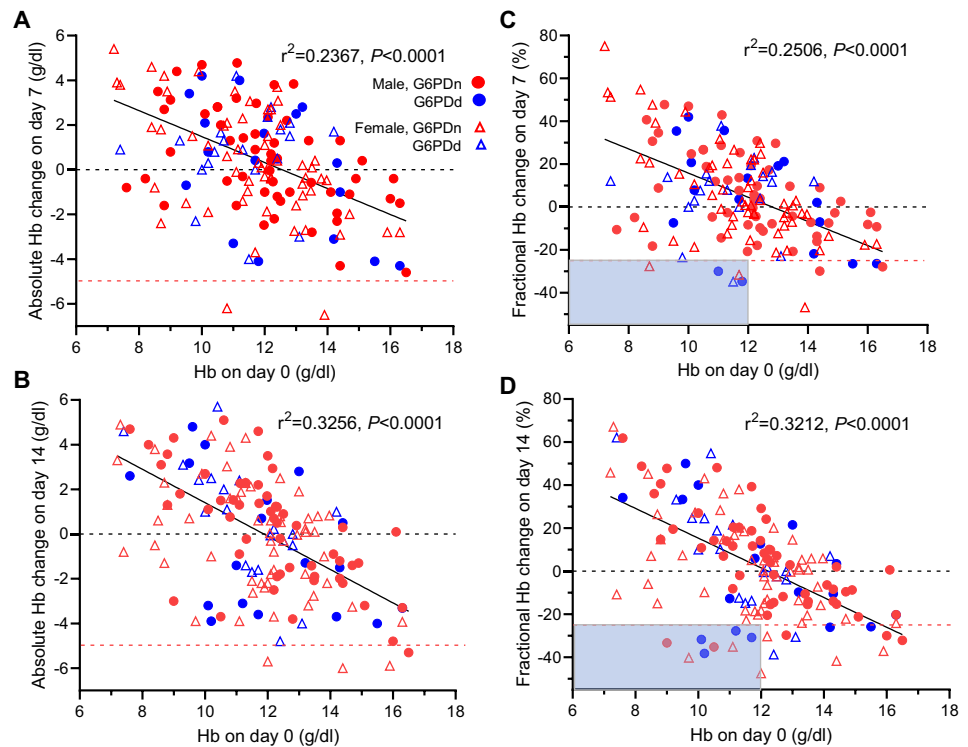 A
r²=0.2367, P<0.0001
Male, G6PDn
G6PDd
Female, G6PDn
G6PDd
Absolute Hb change on day 7 (g/dl)
6
4
2
0
-2
-4
-6
6 8 10 12 14 16 18
Hb on day 0 (g/dl)
C
r²=0.2506, P<0.0001
Fractional Hb change on day 7 (%)
80
60
40
20
0
-20
-40
6 8 10 12 14 16 18
Hb on day 0 (g/dl)
B
r²=0.3256, P<0.0001
Absolute Hb change on day 14 (g/dl)
6
4
2
0
-2
-4
-6
6 8 10 12 14 16 18
Hb on day 0 (g/dl)
D
r²=0.3212, P<0.0001
Fractional Hb change on day 14 (%)
80
60
40
20
0
-20
-40
6 8 10 12 14 16 18
Hb on day 0 (g/dl)